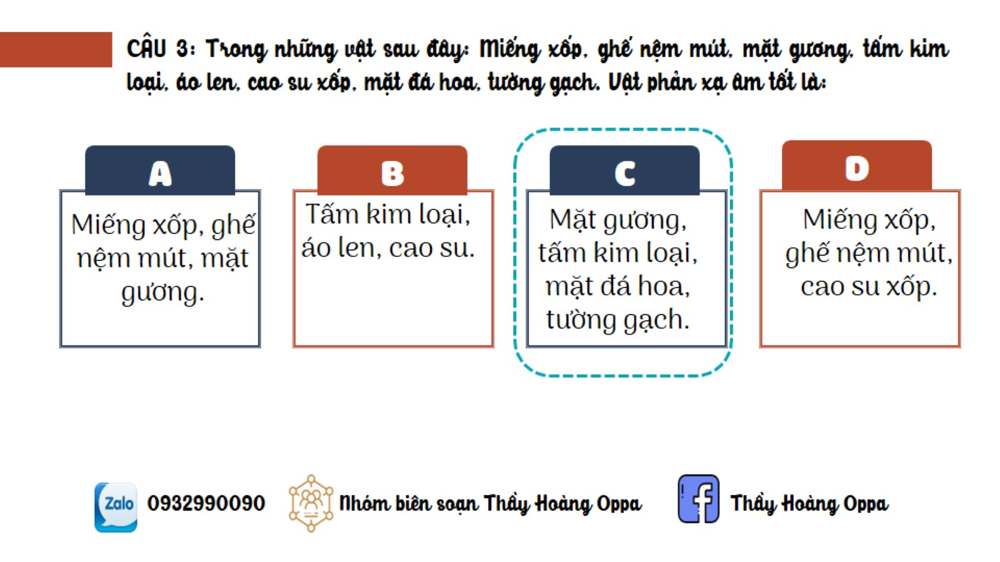 CÂU 3: Trong những vật sau đây: Miếng xốp, ghế nệm mút, mặt gương, tấm kim
loại, áo len, cao su xốp, mặt đá hoa, tường gạch. Vật phản xạ âm tốt là:
A
Miếng xốp, ghế
nệm mút, mặt
gương.
B
Tấm kim loại,
áo len, cao su.
C
Mặt gương,
tấm kim loại,
mặt đá hoa,
tường gạch.
D
Miếng xốp,
ghế nệm mút,
cao su xốp.
Zalo
0932990090
Nhóm biên soạn Thầy Hoàng Oppa
Thầy Hoàng Oppa